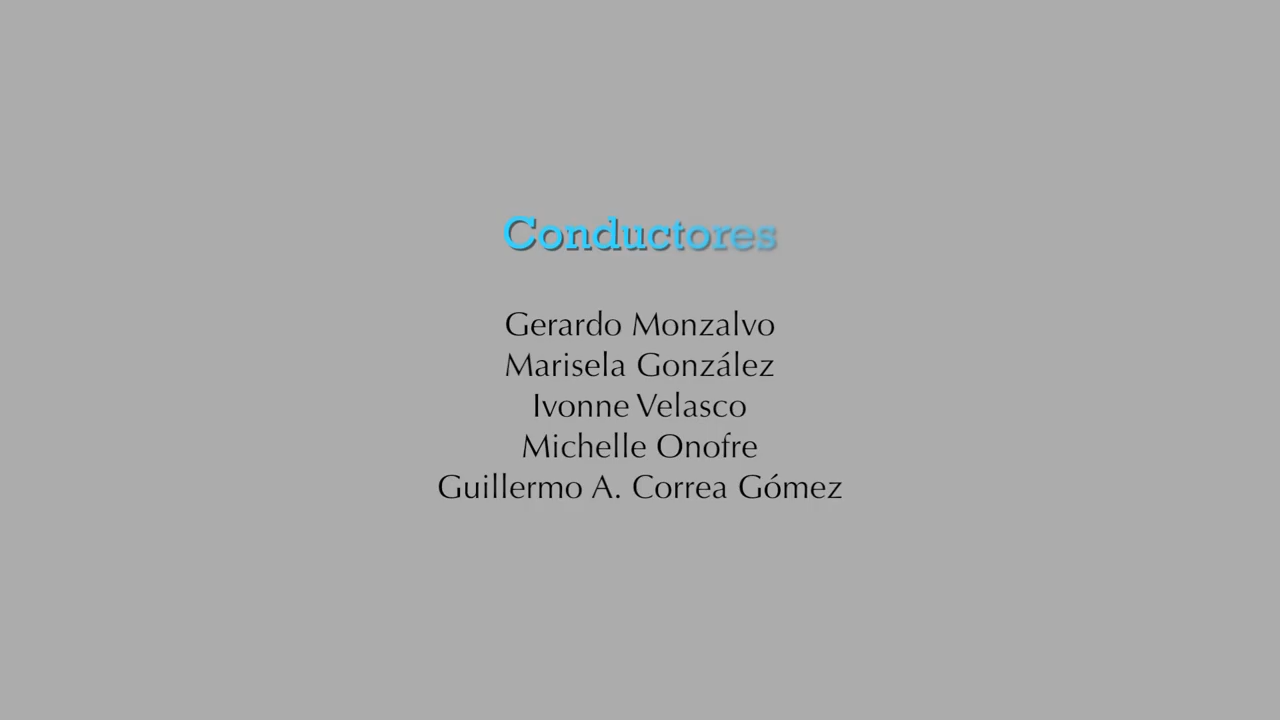 Conductores
Gerardo Monzalvo
Marisela González
Ivonne Velasco
Michelle Onofre
Guillermo A. Correa Gómez